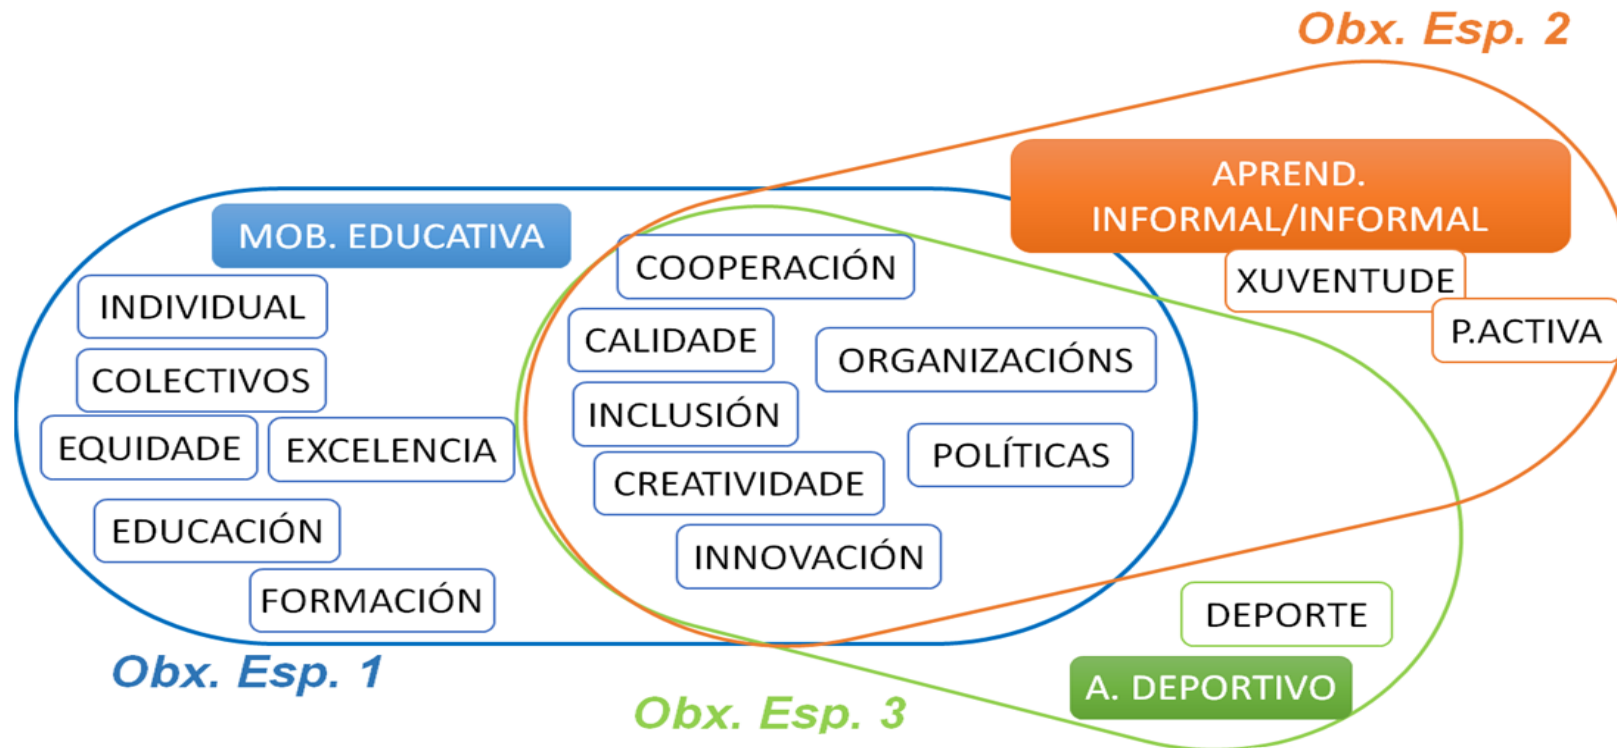 Obx. Esp. 2
APREND.
INFORMAL/INFORMAL
MOB. EDUCATIVA
COOPERACIÓN
XUVENTUDE
INDIVIDUAL
P.ACTIVA
CALIDADE
ORGANIZACIÓNS
COLECTIVOS
INCLUSIÓN
EQUIDADE
EXCELENCIA
POLÍTICAS
CREATIVIDADE
EDUCACIÓN
INNOVACIÓN
FORMACIÓN
DEPORTE
Obx. Esp. 1
A. DEPORTIVO
Obx. Esp. 3